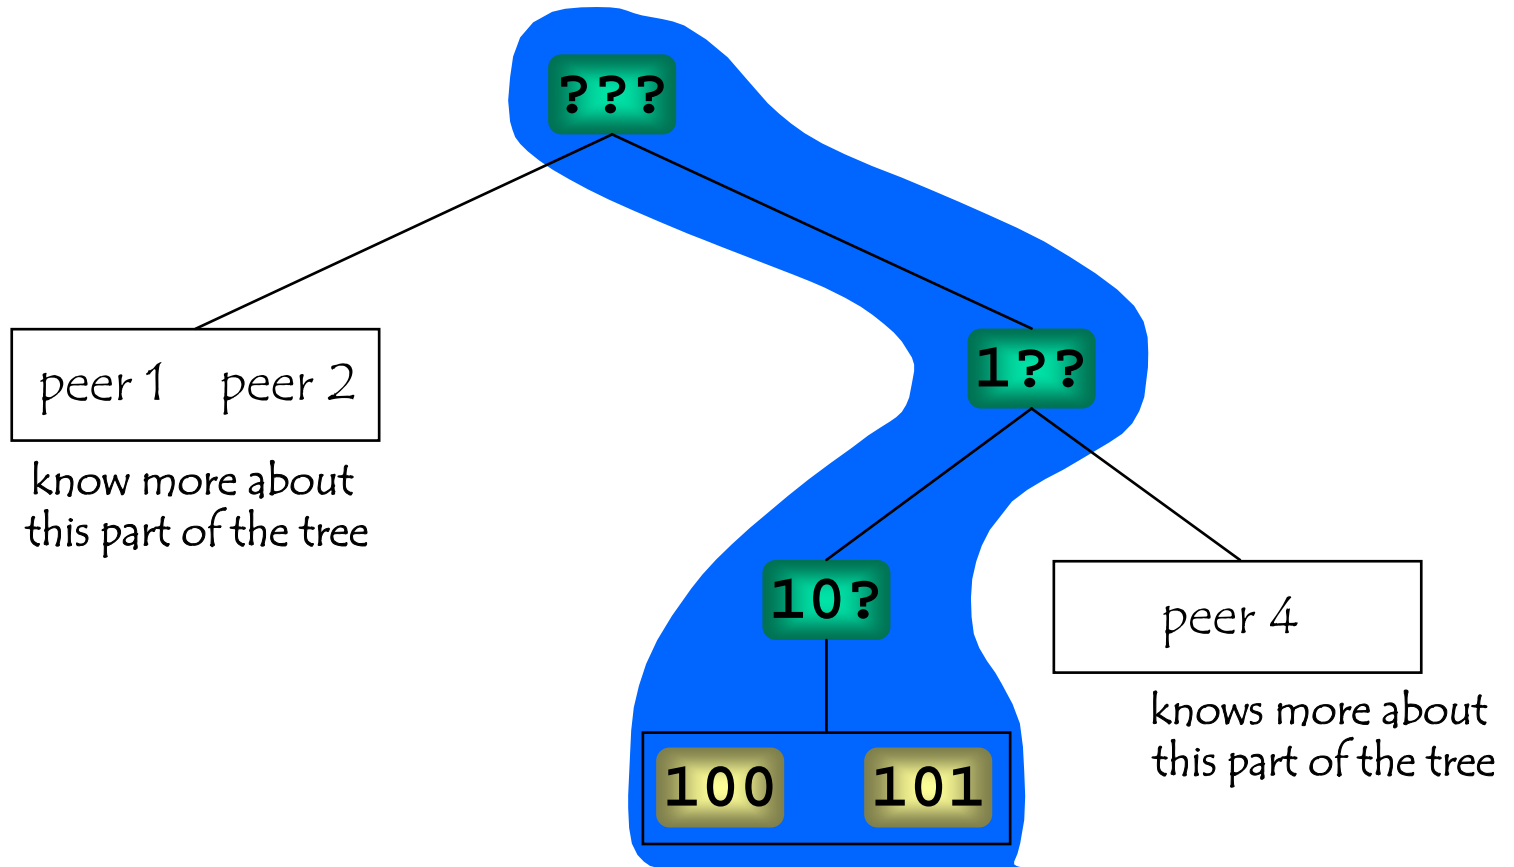 ???
1??
peer 1 peer 2
know more about
this part of the tree
10?
peer 4
knows more about
this part of the tree
100 101